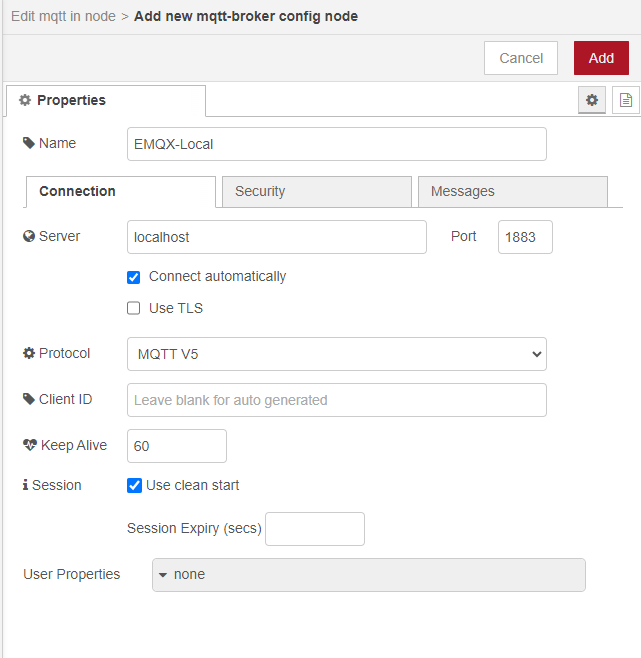 Edit mqtt in node > Add new mqtt-broker config node
Cancel Add
Properties
Name EMQX-Local
Connection Security Messages
Server localhost Port 1883
Connect automatically
Use TLS
Protocol MQTT V5
Client ID Leave blank for auto generated
Keep Alive 60
Session Use clean start
Session Expiry (secs)
User Properties none